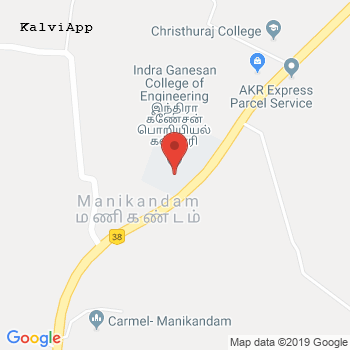 KalviApp
Christhuraj College
Indra Ganesan
College of
Engineering
இந்திரா
கணேசன்
பொறியியல்
AKR Express
Parcel Service
Manikandam
மணிகண்டம்
38
Carmel- Manikandam
Google
Map data ©2019 Google